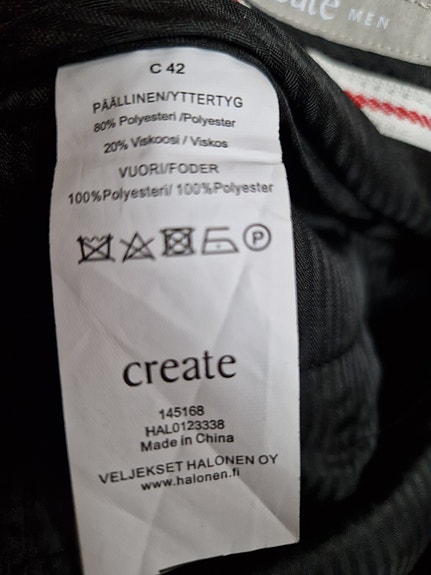 create MEN
C 42
PÄÄLLINEN/YTTERTYG
80% Polyesteri /Polyester
20% Viskoosi / Viskos
VUORI/FODER
100%Polyesteri/ 100%Polyester
P
create
145168
HAL0123338
Made in China
VELJEKSET HALONEN OY
www.halonen.fi